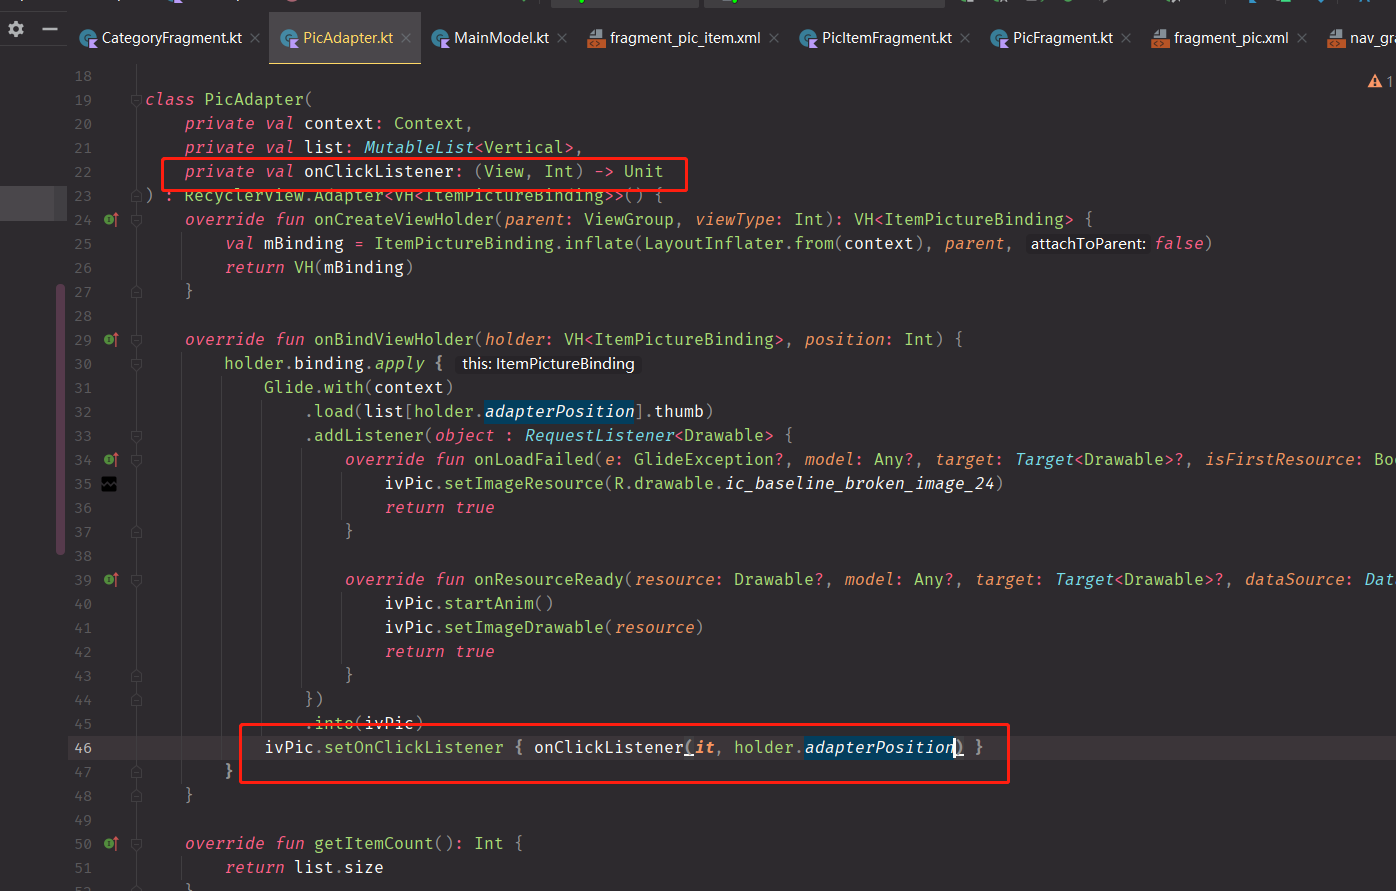 CategoryFragment.kt PicAdapter.kt MainModel.kt fragment_pic_item.xml PicItemFragment.kt PicFragment.kt fragment_pic.xml nav_gra
18
1
19 class PicAdapter(
20 private val context: Context,
21 private val list: MutableList<Vertical>,
22 private val onClickListener: (View, Int) -> Unit
23 ) : RecyclerView.Adapter<VH<ItemPictureBinding>>() {
24 override fun onCreateViewHolder(parent: ViewGroup, viewType: Int): VH<ItemPictureBinding> {
25 val mBinding = ItemPictureBinding.inflate(LayoutInflater.from(context), parent, attachToParent: false)
26 return VH(mBinding)
27 }
28
29 override fun onBindViewHolder(holder: VH<ItemPictureBinding>, position: Int) {
30 holder.binding.apply { this: ItemPictureBinding
31 Glide.with(context)
32 .load(list[holder.adapterPosition].thumb)
33 .addListener(object : RequestListener<Drawable> {
34 override fun onLoadFailed(e: GlideException?, model: Any?, target: Target<Drawable>?, isFirstResource: Boo
35 ivPic.setImageResource(R.drawable.ic_baseline_broken_image_24)
36 return true
37 }
38
39 override fun onResourceReady(resource: Drawable?, model: Any?, target: Target<Drawable>?, dataSource: Dat
40 ivPic.startAnim()
41 ivPic.setImageDrawable(resource)
42 return true
43 }
44 })
45 .into(ivPic)
46 ivPic.setOnClickListener { onClickListener(it, holder.adapterPosition) }
47 }
48 }
49
50 override fun getItemCount(): Int {
51 return list.size
52 }